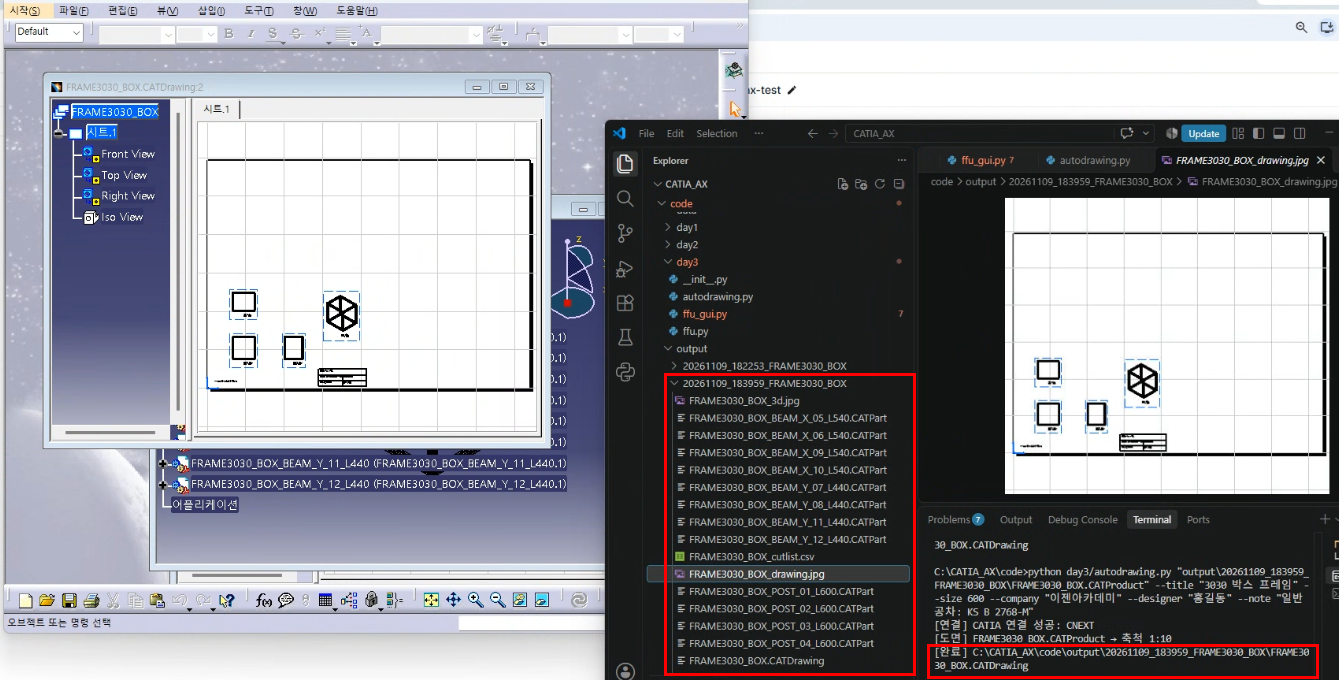 시작(S) 파일(F) 편집(E) 뷰(V) 삽입(I) 도구(T) 창(W) 도움말(H)
Default
FRAME3030_BOX.CATDrawing:2
FRAME3030_BOX
시트.1
Front View
Top View
Right View
Iso View
시트.1
z
FRAME3030_BOX_BEAM_Y_11_L440 (FRAME3030_BOX_BEAM_Y_11_L440.1)
FRAME3030_BOX_BEAM_Y_12_L440 (FRAME3030_BOX_BEAM_Y_12_L440.1)
어플리케이션
오브젝트 또는 명령 선택
x-test
File Edit Selection ··· CATIA_AX Update
Explorer ···
CATIA_AX
code
day1
day2
day3
__init__.py
autodrawing.py
ffu_gui.py 7
ffu.py
output
20261109_182253_FRAME3030_BOX
20261109_183959_FRAME3030_BOX
FRAME3030_BOX_3d.jpg
FRAME3030_BOX_BEAM_X_05_L540.CATPart
FRAME3030_BOX_BEAM_X_06_L540.CATPart
FRAME3030_BOX_BEAM_X_09_L540.CATPart
FRAME3030_BOX_BEAM_X_10_L540.CATPart
FRAME3030_BOX_BEAM_Y_07_L440.CATPart
FRAME3030_BOX_BEAM_Y_08_L440.CATPart
FRAME3030_BOX_BEAM_Y_11_L440.CATPart
FRAME3030_BOX_BEAM_Y_12_L440.CATPart
FRAME3030_BOX_cutlist.csv
FRAME3030_BOX_drawing.jpg
FRAME3030_BOX_POST_01_L600.CATPart
FRAME3030_BOX_POST_02_L600.CATPart
FRAME3030_BOX_POST_03_L600.CATPart
FRAME3030_BOX_POST_04_L600.CATPart
FRAME3030_BOX.CATDrawing
ffu_gui.py 7 autodrawing.py FRAME3030_BOX_drawing.jpg
code > output > 20261109_183959_FRAME3030_BOX > FRAME3030_BOX_drawing.jpg
Problems 7 Output Debug Console Terminal Ports
30_BOX.CATDrawing
C:\CATIA_AX\code>python day3/autodrawing.py "output\20261109_183959_
FRAME3030_BOX\FRAME3030_BOX.CATProduct" --title "3030 박스 프레임" -
-size 600 --company "이젠아카데미" --designer "홍길동" --note "일반
공차: KS B 2768-M"
[연결] CATIA 연결 성공: CNEXT
[도면] FRAME3030_BOX.CATProduct → 축척 1:10
[완료] C:\CATIA_AX\code\output\20261109_183959_FRAME3030_BOX\FRAME30
30_BOX.CATDrawing